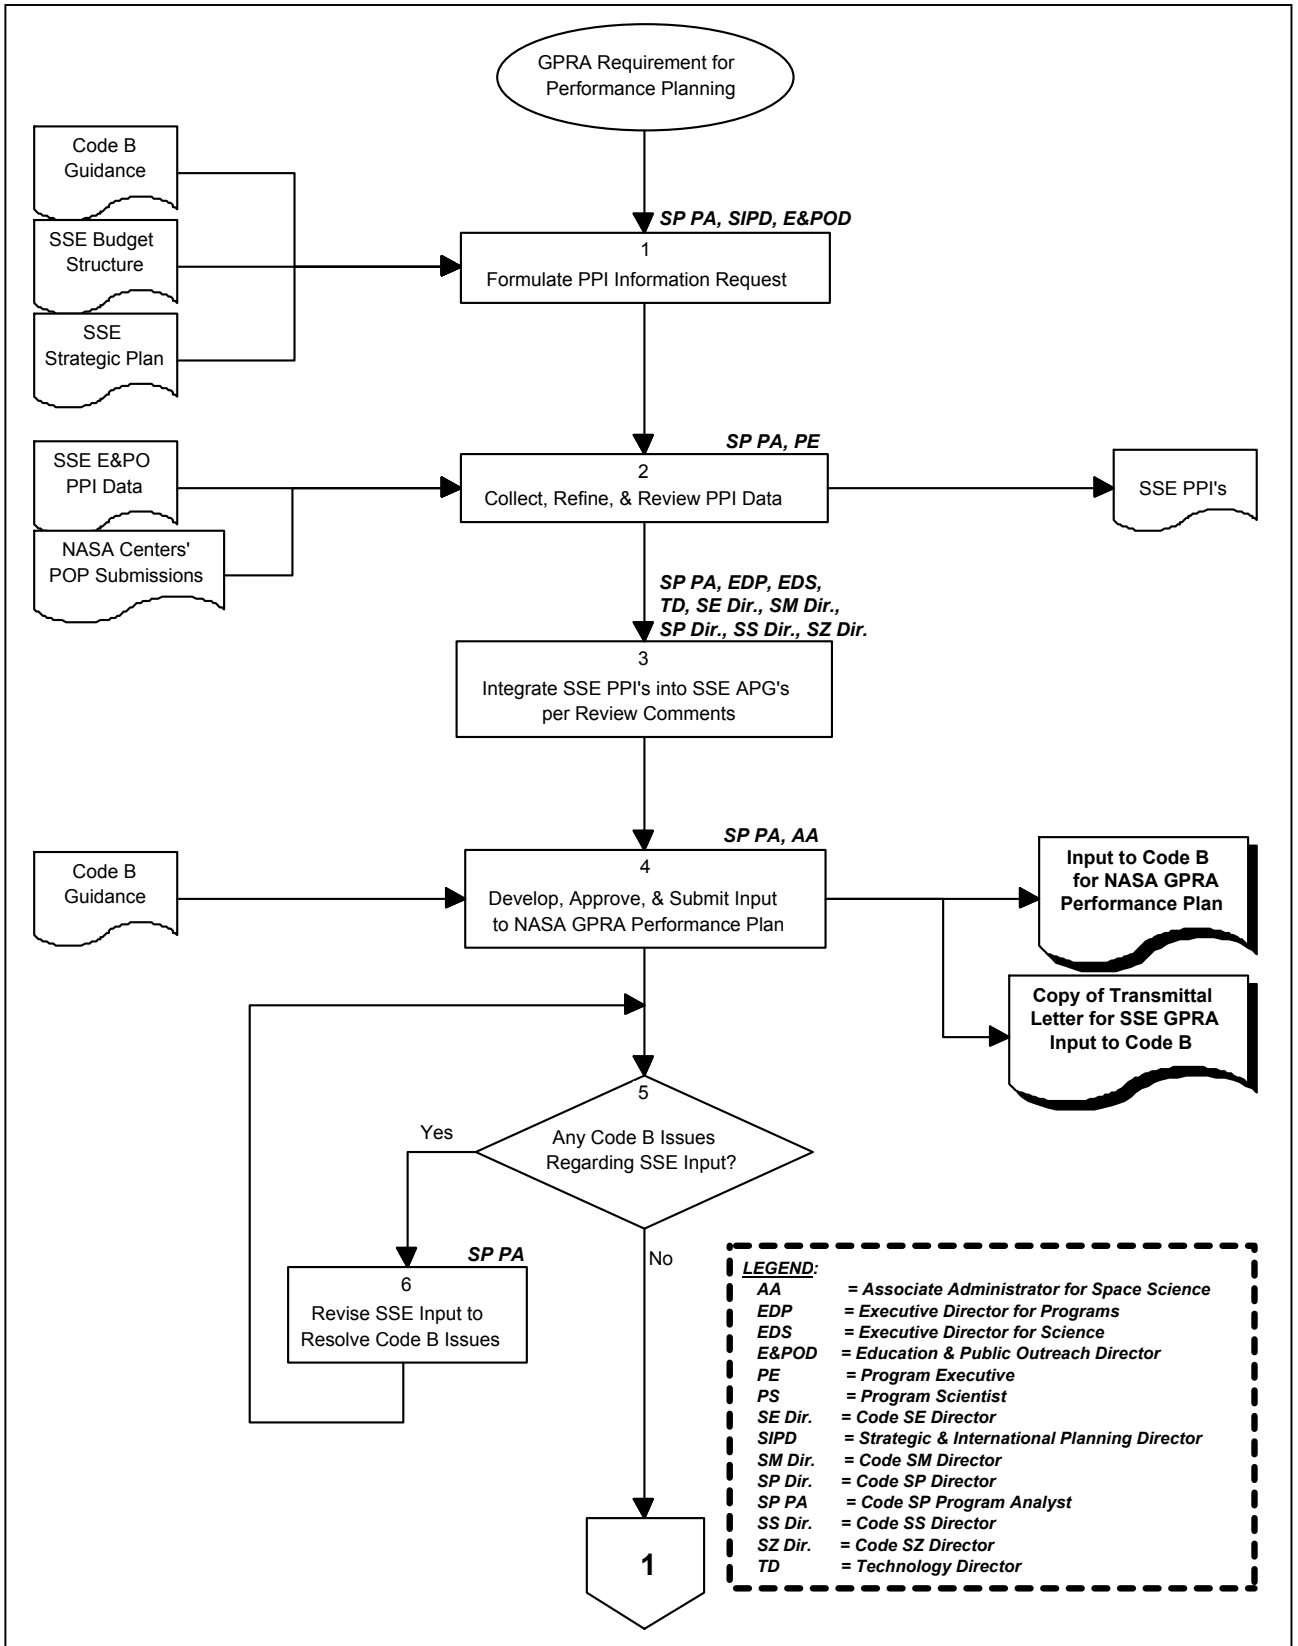 GPRA Requirement for
Performance Planning
Code B
Guidance
SSE Budget
Structure
SSE
Strategic Plan
SP PA, SIPD, E&POD
1
Formulate PPI Information Request
SSE E&PO
PPI Data
NASA Centers'
POP Submissions
SP PA, PE
2
Collect, Refine, & Review PPI Data
SSE PPI's
SP PA, EDP, EDS,
TD, SE Dir., SM Dir.,
SP Dir., SS Dir., SZ Dir.
3
Integrate SSE PPI's into SSE APG's
per Review Comments
Code B
Guidance
SP PA, AA
4
Develop, Approve, & Submit Input
to NASA GPRA Performance Plan
Input to Code B
for NASA GPRA
Performance Plan
Copy of Transmittal
Letter for SSE GPRA
Input to Code B
5
Any Code B Issues
Regarding SSE Input?
Yes
No
SP PA
6
Revise SSE Input to
Resolve Code B Issues
1
LEGEND:
AA = Associate Administrator for Space Science
EDP = Executive Director for Programs
EDS = Executive Director for Science
E&POD = Education & Public Outreach Director
PE = Program Executive
PS = Program Scientist
SE Dir. = Code SE Director
SIPD = Strategic & International Planning Director
SM Dir. = Code SM Director
SP Dir. = Code SP Director
SP PA = Code SP Program Analyst
SS Dir. = Code SS Director
SZ Dir. = Code SZ Director
TD = Technology Director